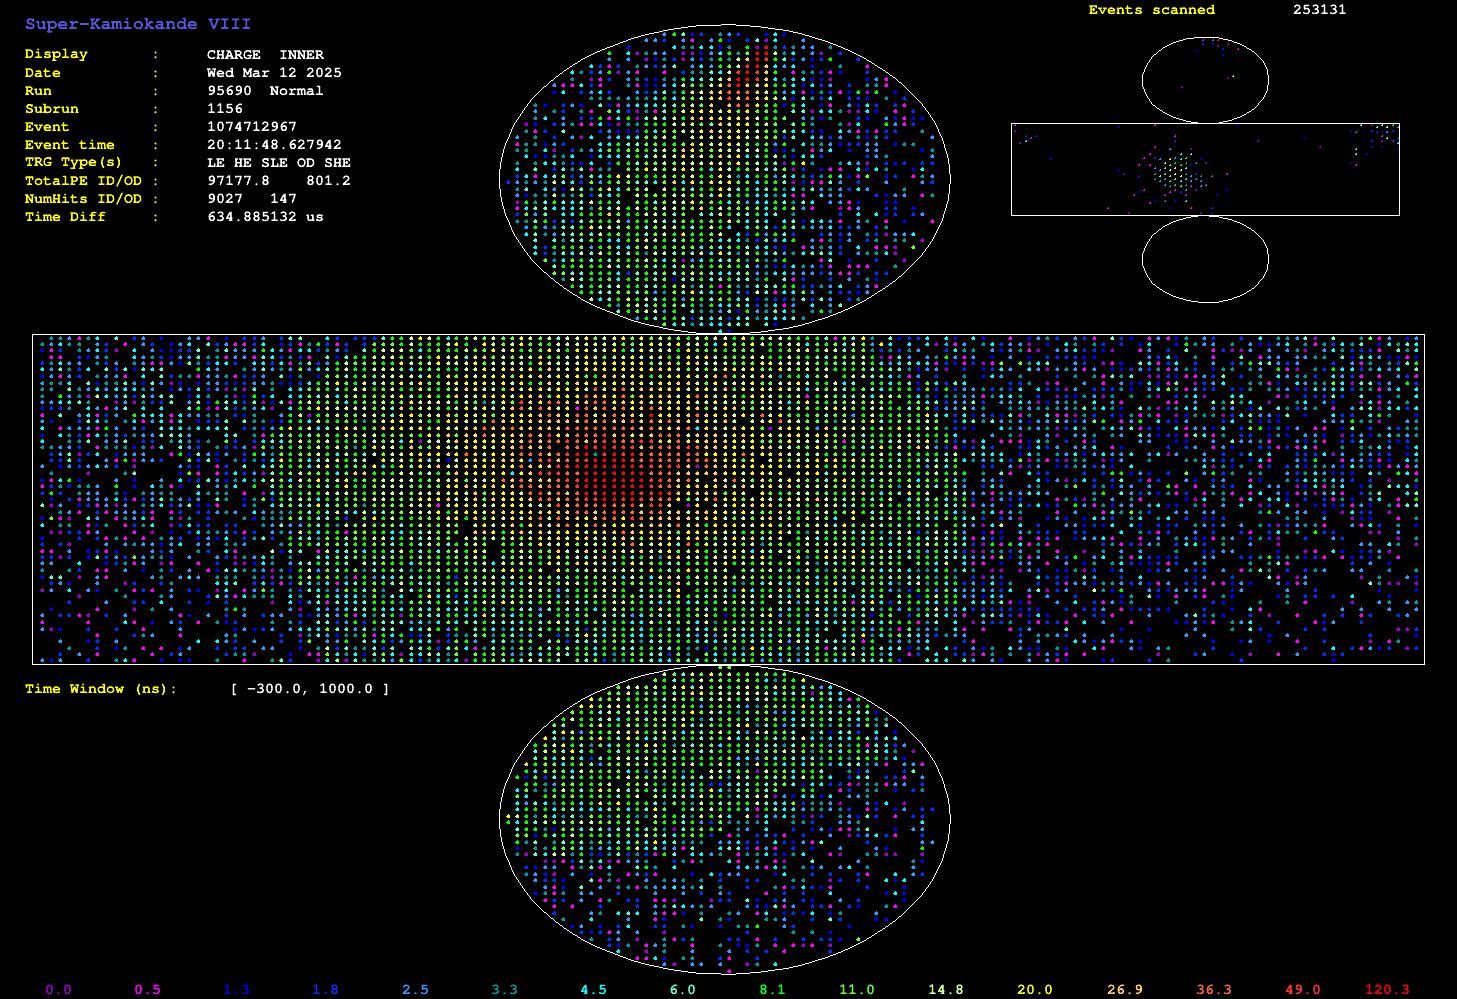 Super-Kamiokande VIII
Events scanned 253131
Display : CHARGE INNER
Date : Wed Mar 12 2025
Run : 95690 Normal
Subrun : 1156
Event : 1074712967
Event time : 20:11:48.627942
TRG Type(s) : LE HE SLE OD SHE
TotalPE ID/OD : 97177.8 801.2
NumHits ID/OD : 9027 147
Time Diff : 634.885132 us
Time Window (ns): [ -300.0, 1000.0 ]
0.0 0.5 1.3 1.8 2.5 3.3 4.5 6.0 8.1 11.0 14.8 20.0 26.9 36.3 49.0 120.3